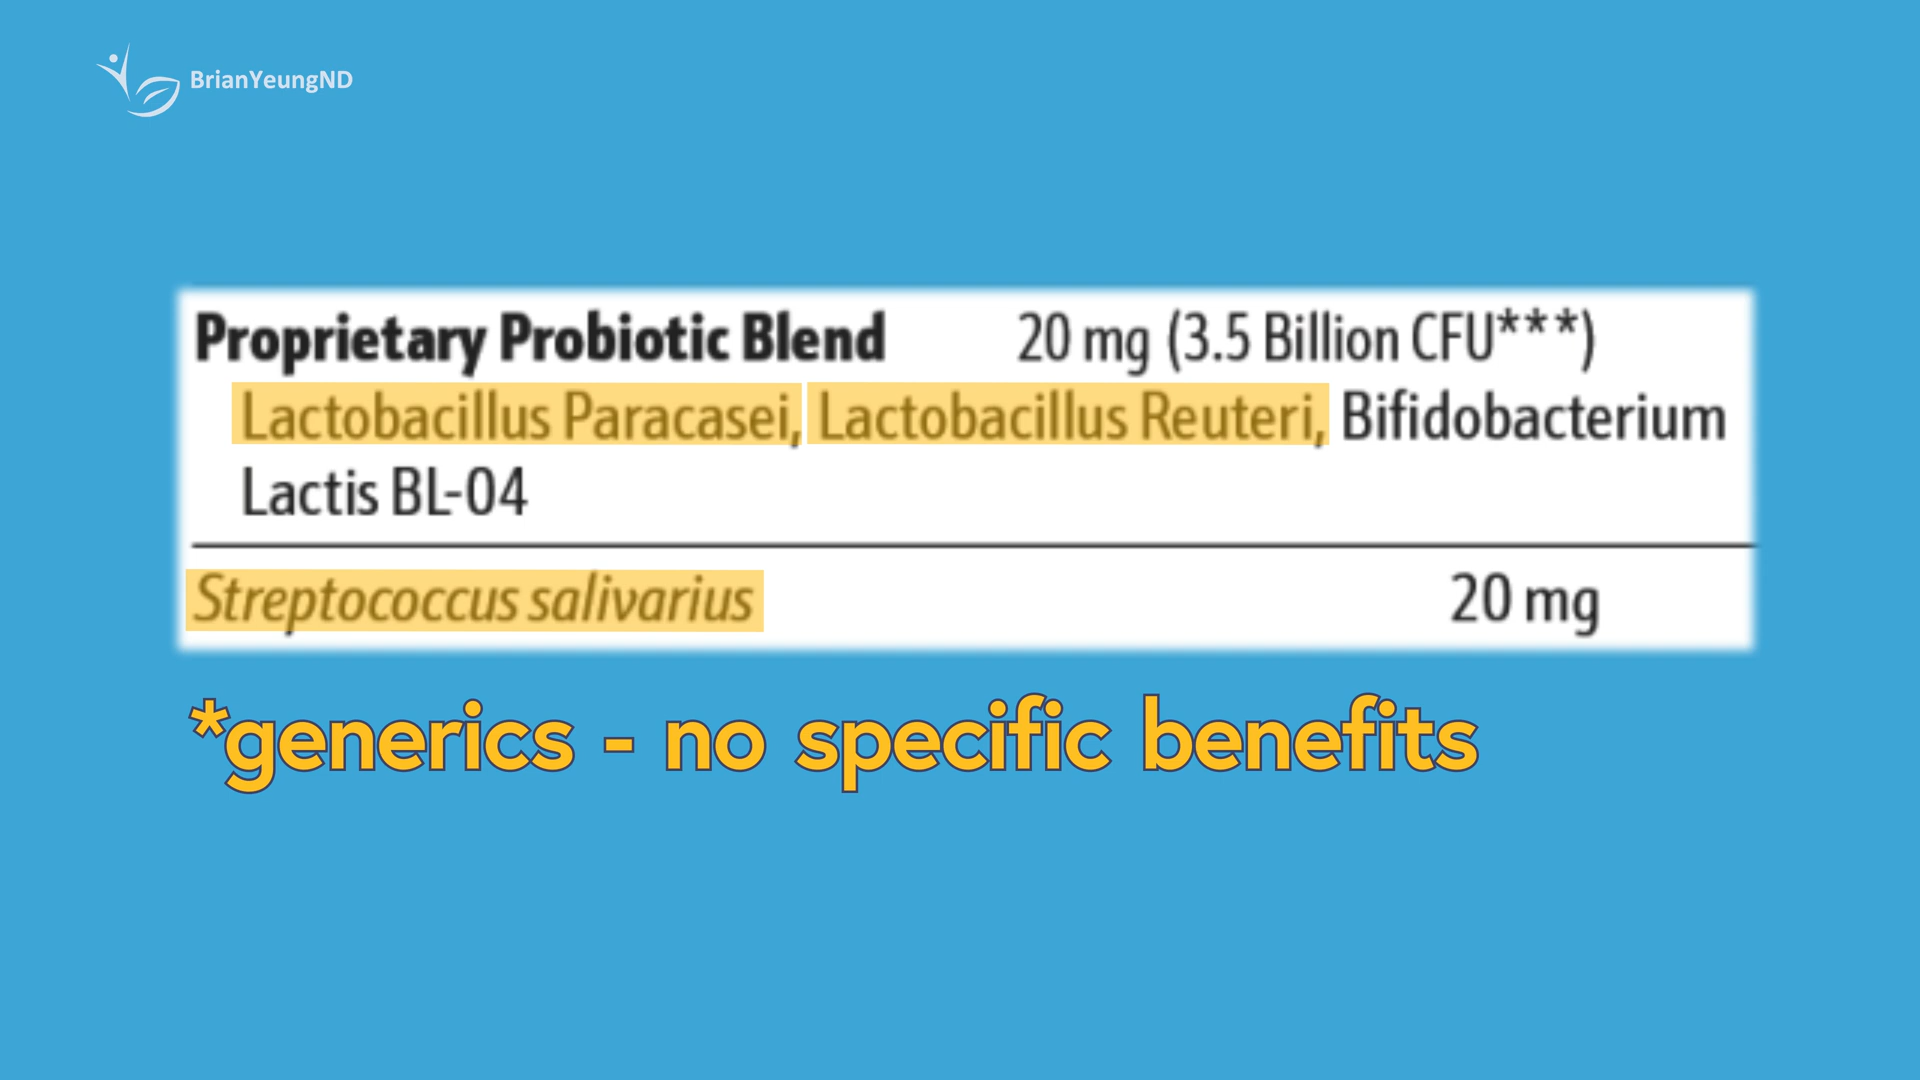 BrianYeungND
Proprietary Probiotic Blend 20 mg (3.5 Billion CFU***)
Lactobacillus Paracasei, Lactobacillus Reuteri, Bifidobacterium
Lactis BL-04
Streptococcus salivarius 20 mg
*generics - no specific benefits